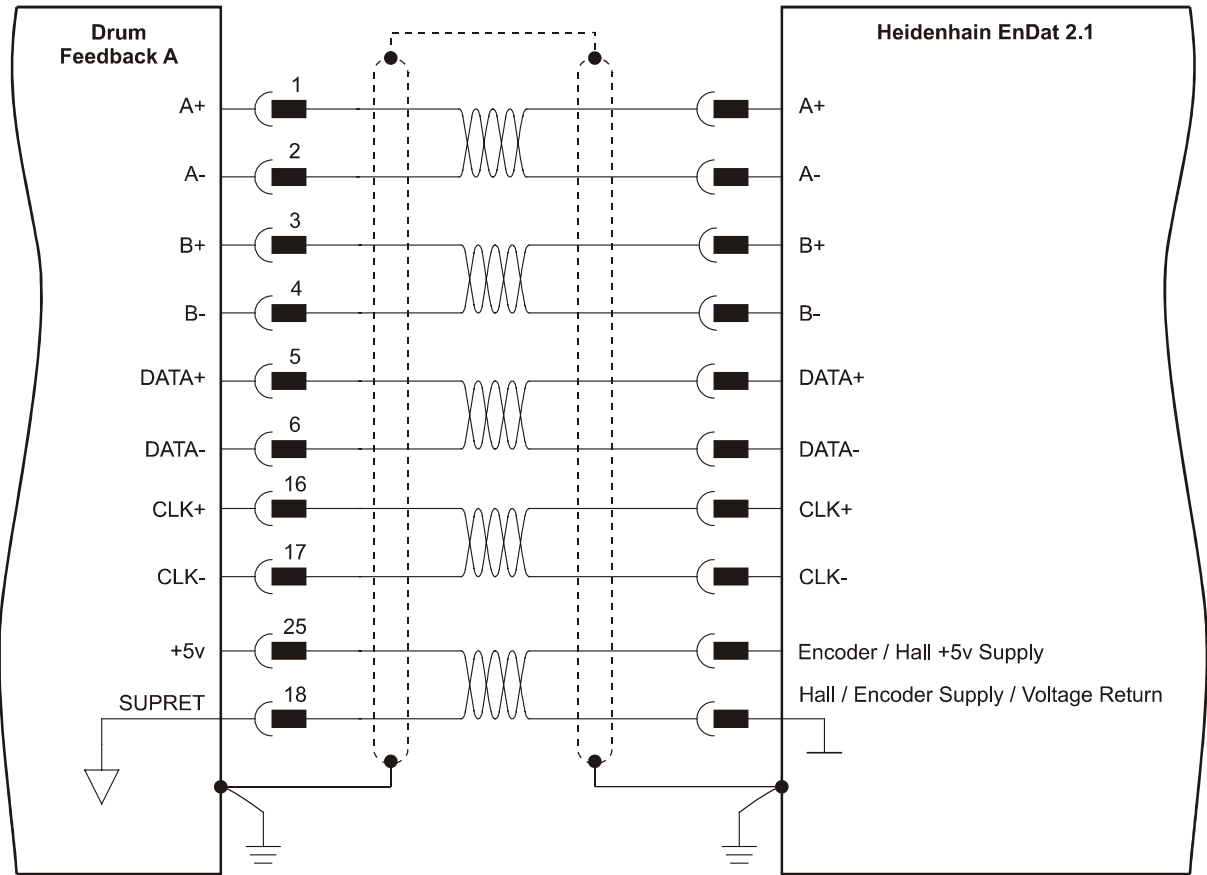 Drum
Feedback A
Heidenhain EnDat 2.1
A+ 1 A+
A- 2 A-
B+ 3 B+
B- 4 B-
DATA+ 5 DATA+
DATA- 6 DATA-
CLK+ 16 CLK+
CLK- 17 CLK-
+5v 25 Encoder / Hall +5v Supply
SUPRET 18 Hall / Encoder Supply / Voltage Return